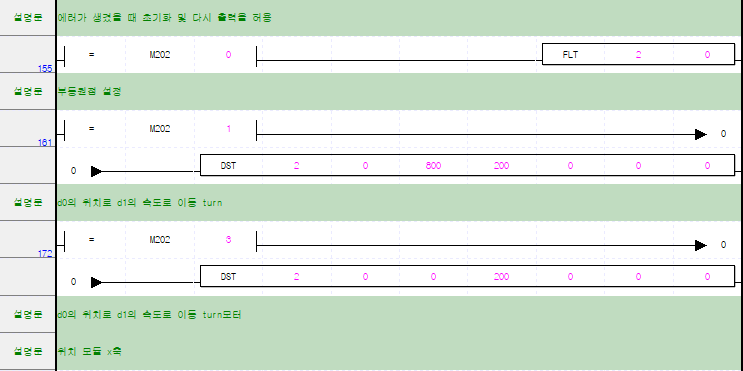 설명문 에러가 생겼을 때 초기화 및 다시 출력을 허용
155 = M202 0 FLT 2 0
설명문 부동원점 설정
161 = M202 1 0
0 DST 2 0 800 200 0 0 0
설명문 d0의 위치로 d1의 속도로 이동 turn
172 = M202 3 0
0 DST 2 0 0 200 0 0 0
설명문 d0의 위치로 d1의 속도로 이동 turn모터
설명문 위치 모듈 x축